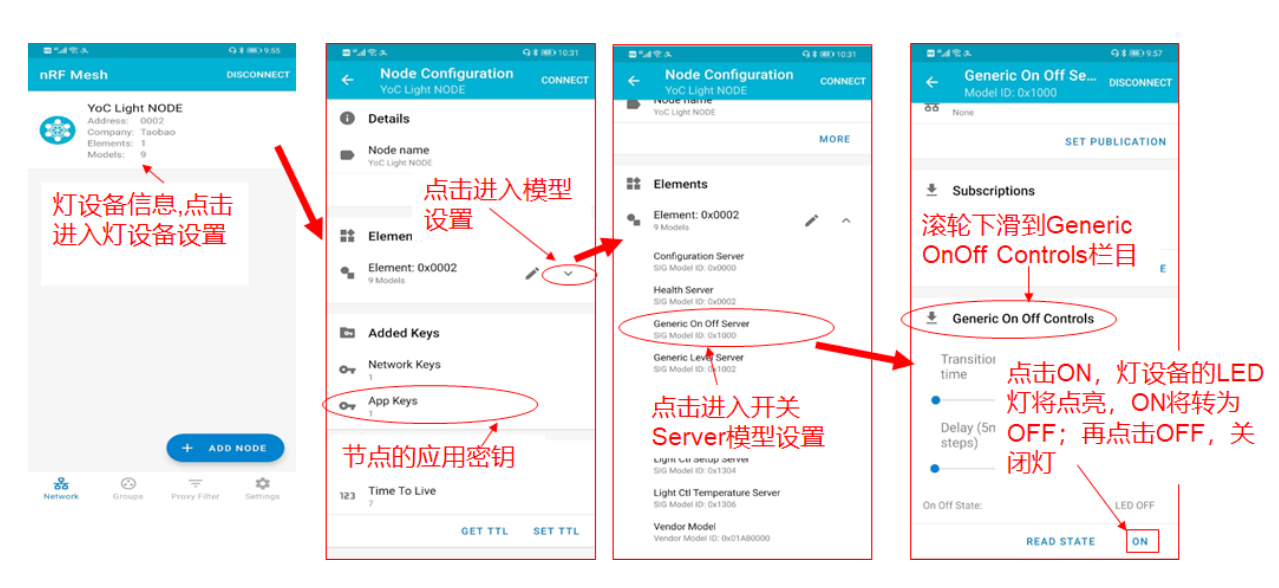 9:55
nRF Mesh
DISCONNECT
YoC Light NODE
Address: 0002
Company: Taobao
Elements: 1
Models: 9
灯设备信息,点击
进入灯设备设置
+ ADD NODE
Network
Groups
Proxy Filter
Settings
10:31
Node Configuration
YoC Light NODE
CONNECT
Details
Node name
YoC Light NODE
点击进入模型
设置
Elemen
Element: 0x0002
9 Models
Added Keys
Network Keys
1
App Keys
1
节点的应用密钥
123
Time To Live
7
GET TTL
SET TTL
10:31
Node Configuration
YoC Light NODE
CONNECT
Node name
YoC Light NODE
MORE
Elements
Element: 0x0002
9 Models
Configuration Server
SIG Model ID: 0x0000
Health Server
SIG Model ID: 0x0002
Generic On Off Server
SIG Model ID: 0x1000
Generic Level Server
SIG Model ID: 0x1002
点击进入开关
Server模型设置
Light Ctl Setup Server
SIG Model ID: 0x1304
Light Ctl Temperature Server
SIG Model ID: 0x1306
Vendor Model
Vendor Model ID: 0x01A80000
9:57
Generic On Off Se...
Model ID: 0x1000
DISCONNECT
None
SET PUBLICATION
Subscriptions
滚轮下滑到Generic
OnOff Controls栏目
E
Generic On Off Controls
Transition
time
点击ON，灯设备的LED
灯将点亮，ON将转为
OFF；再点击OFF，关
闭灯
Delay (5m
steps)
On Off State:
LED OFF
READ STATE
ON